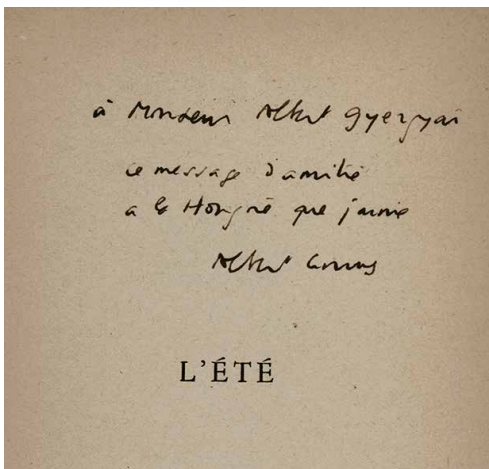 à Monsieur Albert Gyergyai
ce message d'amitié
à la Hongrie que j'aime
Albert Camus
L'ÉTÉ